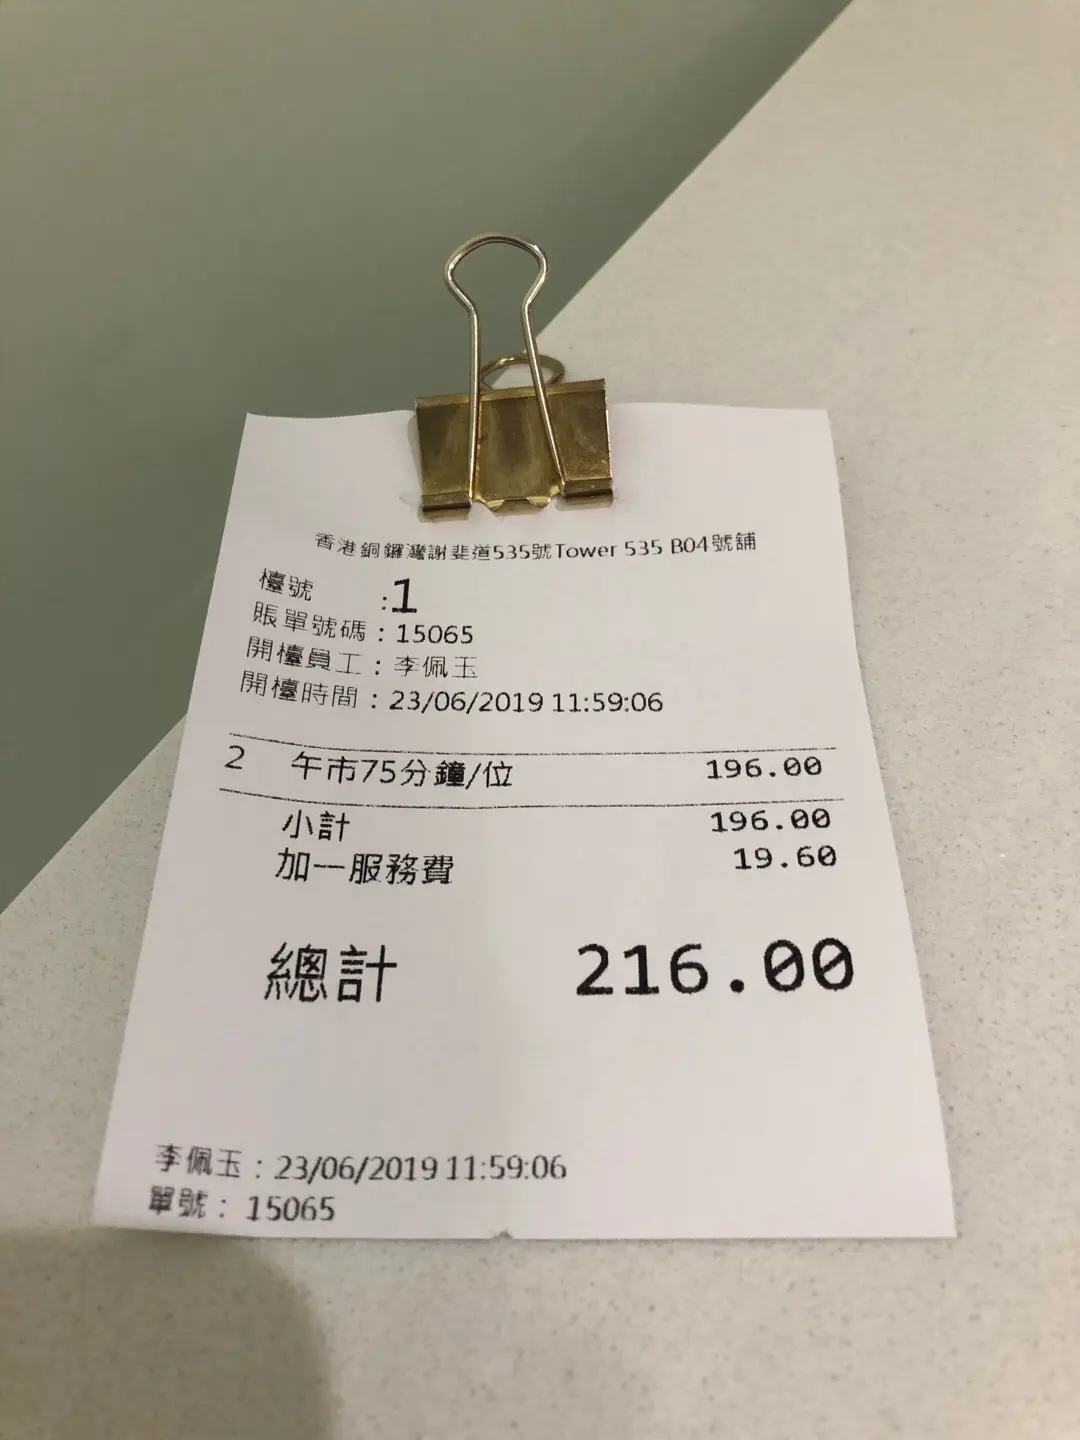 香港銅鑼灣謝斐道535號Tower 535 B04號舖
檯號 :1
賬單號碼 : 15065
開檯員工 : 李佩玉
開檯時間 : 23/06/2019 11:59:06
2 午市75分鐘/位 196.00
小計 196.00
加一服務費 19.60
總計 216.00
李佩玉 : 23/06/2019 11:59:06
單號 : 15065